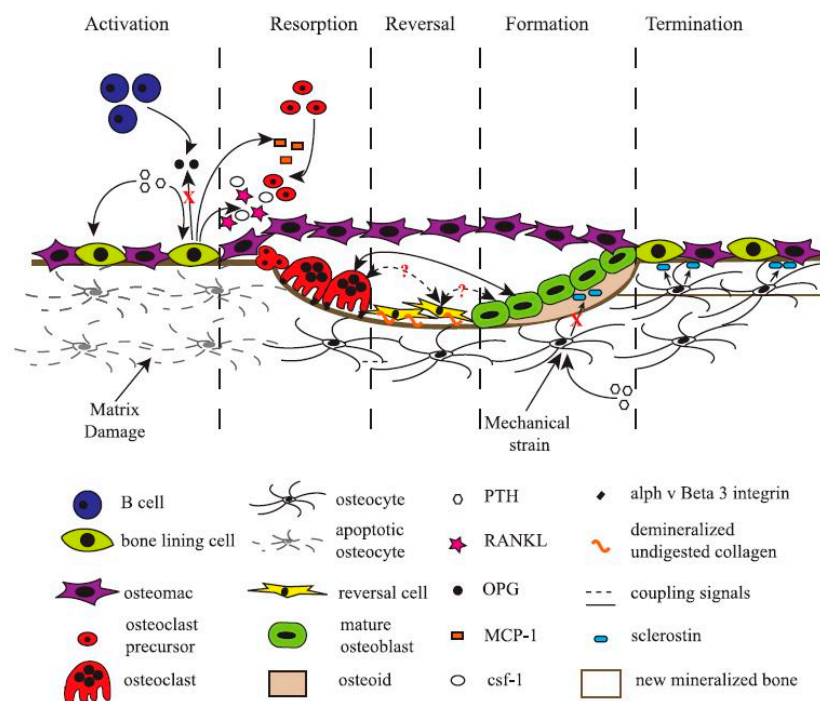 Activation
Resorption
Reversal
Formation
Termination
X
?
?
X
Matrix
Damage
Mechanical
strain
B cell
osteocyte
PTH
alph v Beta 3 integrin
bone lining cell
apoptotic
osteocyte
RANKL
demineralized
undigested collagen
osteomac
reversal cell
OPG
coupling signals
osteoclast
precursor
mature
osteoblast
MCP-1
sclerostin
osteoclast
osteoid
csf-1
new mineralized bone